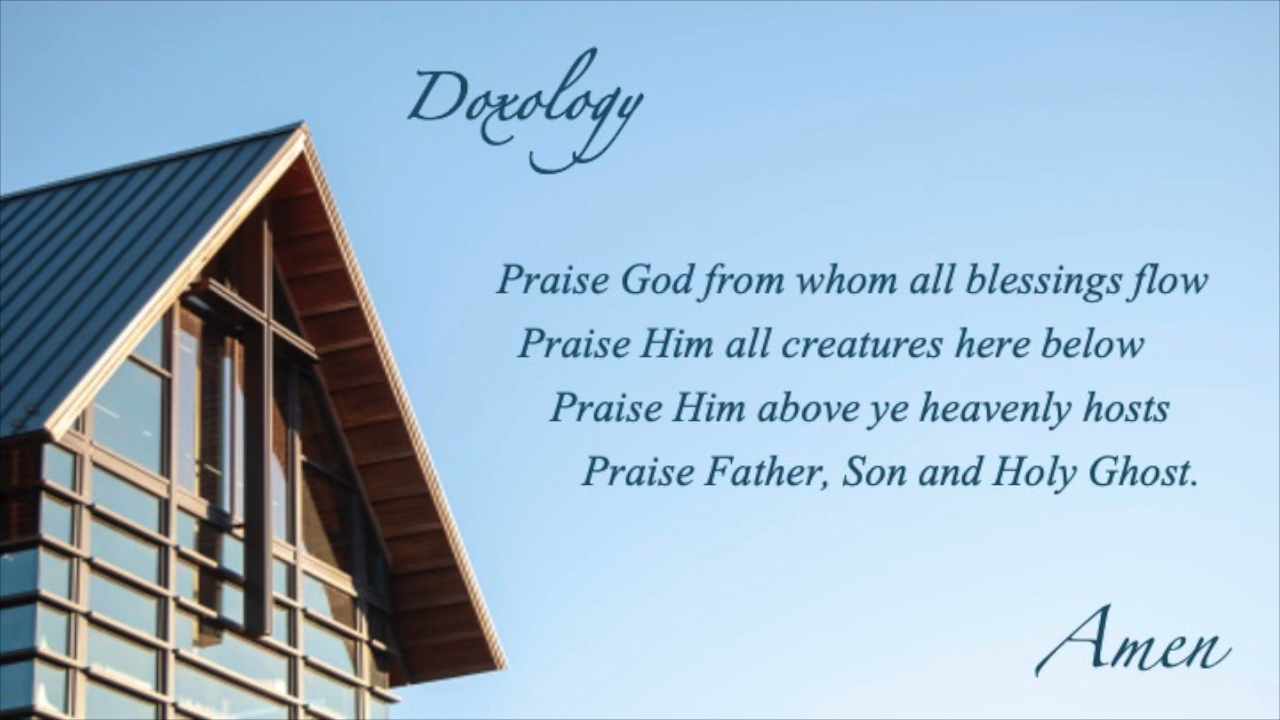 Doxology
Praise God from whom all blessings flow
Praise Him all creatures here below
Praise Him above ye heavenly hosts
Praise Father, Son and Holy Ghost.
Amen